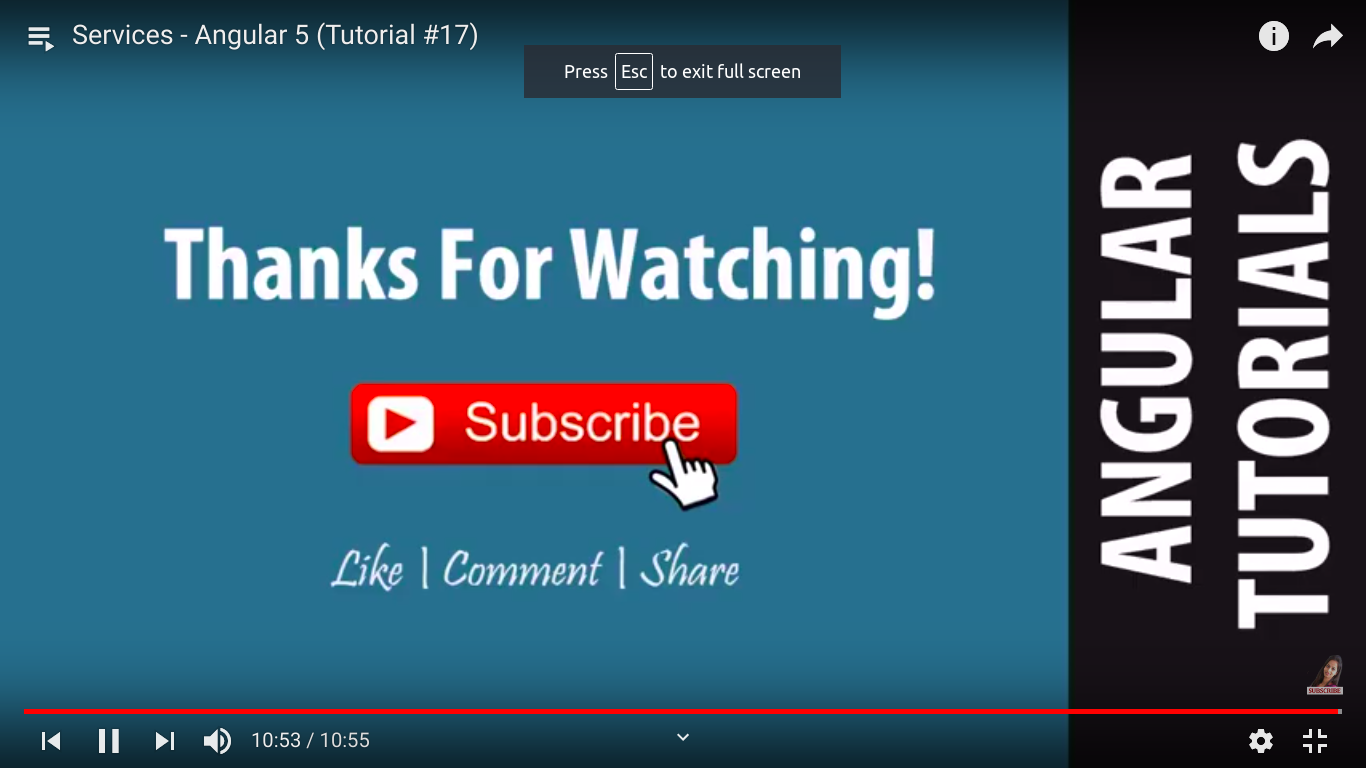 Services - Angular 5 (Tutorial #17)
Press Esc to exit full screen
Thanks For Watching!
Subscribe
Like | Comment | Share
ANGULAR
TUTORIALS
SUBSCRIBE
10:53 / 10:55